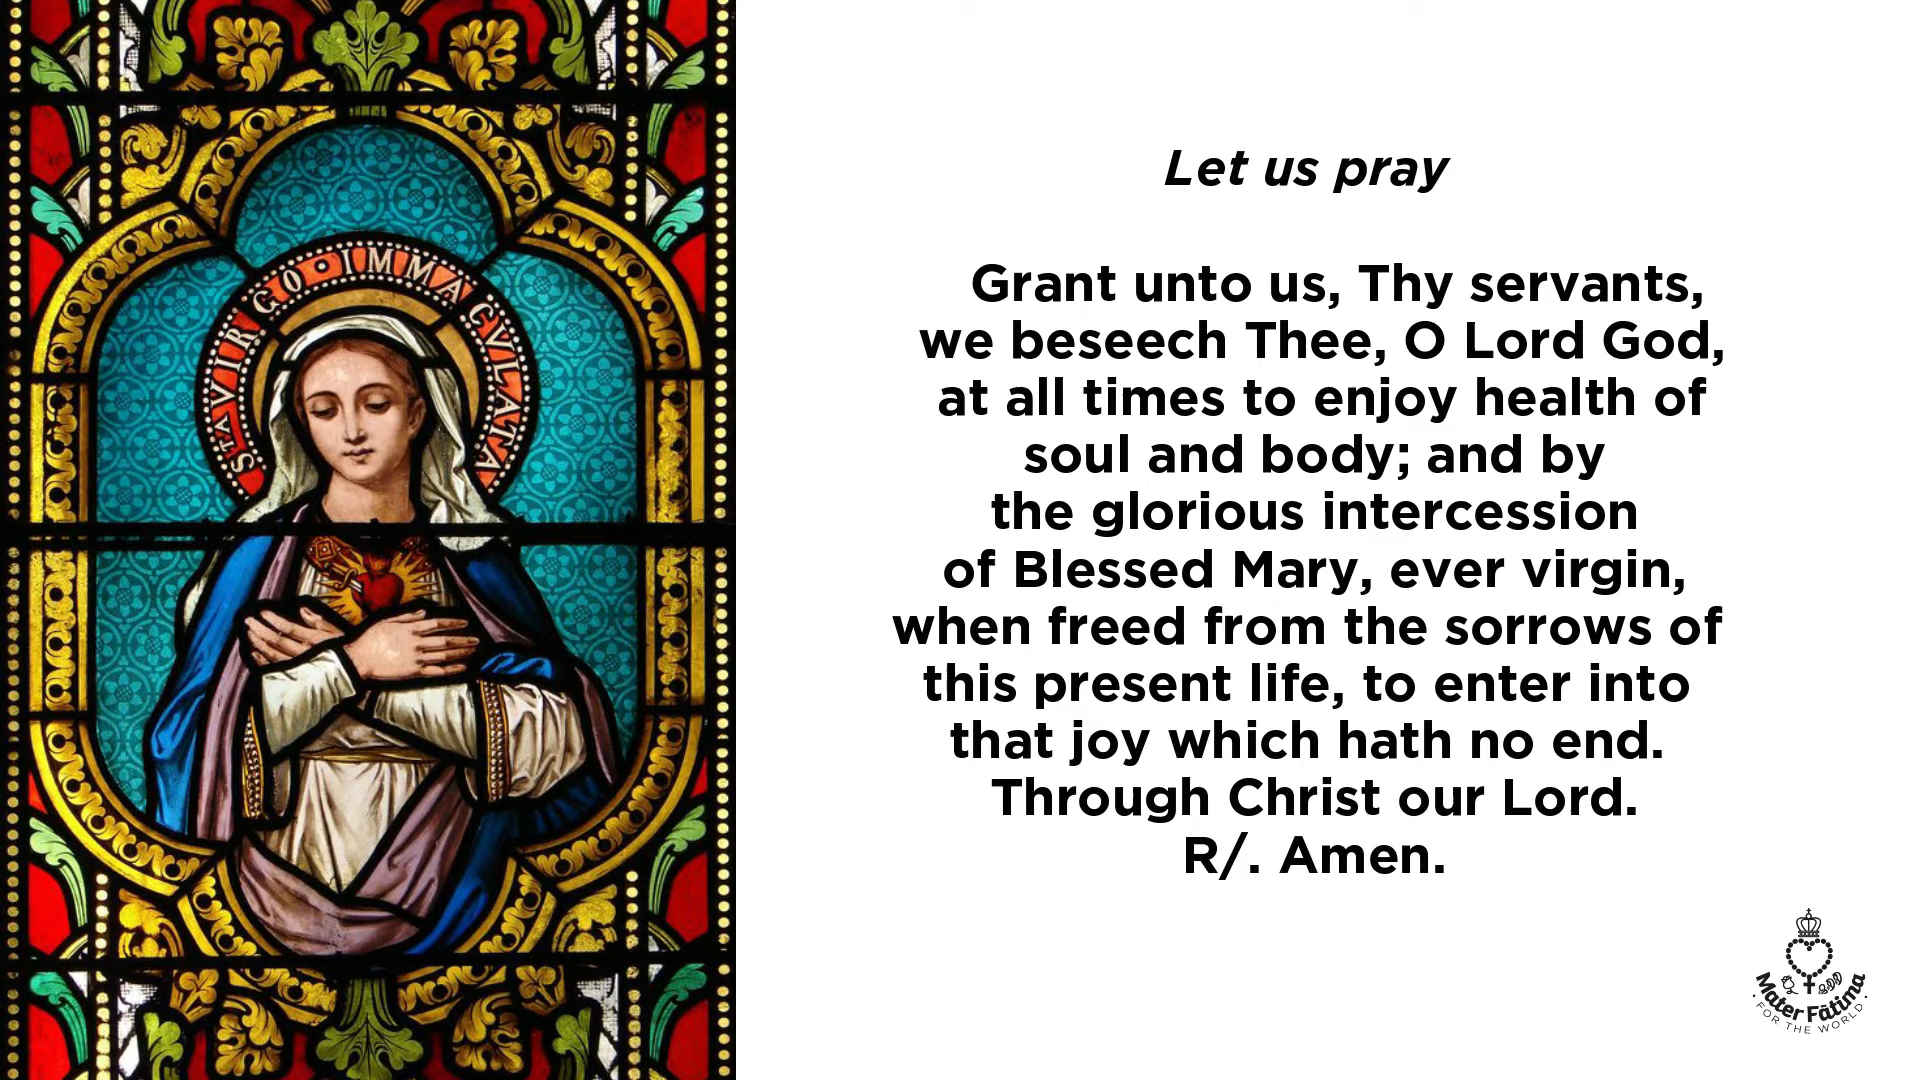 STA VIRGO · IMMACVLATA
Let us pray
Grant unto us, Thy servants,
we beseech Thee, O Lord God,
at all times to enjoy health of
soul and body; and by
the glorious intercession
of Blessed Mary, ever virgin,
when freed from the sorrows of
this present life, to enter into
that joy which hath no end.
Through Christ our Lord.
R/. Amen.
Mater Fātima
· FOR THE WORLD ·